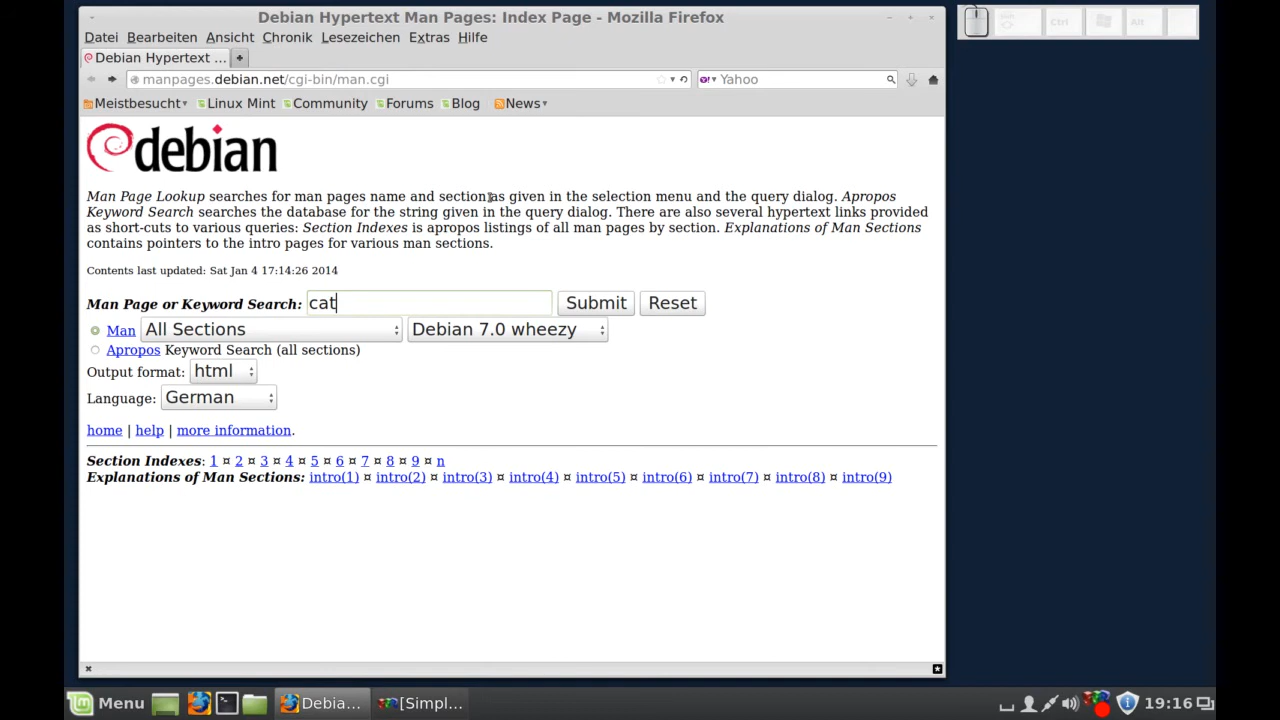 Debian Hypertext Man Pages: Index Page - Mozilla Firefox
Ctrl
Alt
Datei Bearbeiten Ansicht Chronik Lesezeichen Extras Hilfe
Debian Hypertext ...
manpages.debian.net/cgi-bin/man.cgi
Yahoo
Meistbesucht Linux Mint Community Forums Blog News
debian
Man Page Lookup searches for man pages name and section as given in the selection menu and the query dialog. Apropos
Keyword Search searches the database for the string given in the query dialog. There are also several hypertext links provided
as short-cuts to various queries: Section Indexes is apropos listings of all man pages by section. Explanations of Man Sections
contains pointers to the intro pages for various man sections.
Contents last updated: Sat Jan 4 17:14:26 2014
Man Page or Keyword Search: cat Submit Reset
Man All Sections Debian 7.0 wheezy
Apropos Keyword Search (all sections)
Output format: html
Language: German
home | help | more information.
Section Indexes: 1 ¤ 2 ¤ 3 ¤ 4 ¤ 5 ¤ 6 ¤ 7 ¤ 8 ¤ 9 ¤ n
Explanations of Man Sections: intro(1) ¤ intro(2) ¤ intro(3) ¤ intro(4) ¤ intro(5) ¤ intro(6) ¤ intro(7) ¤ intro(8) ¤ intro(9)
Menu Debia... [Simpl... 19:16